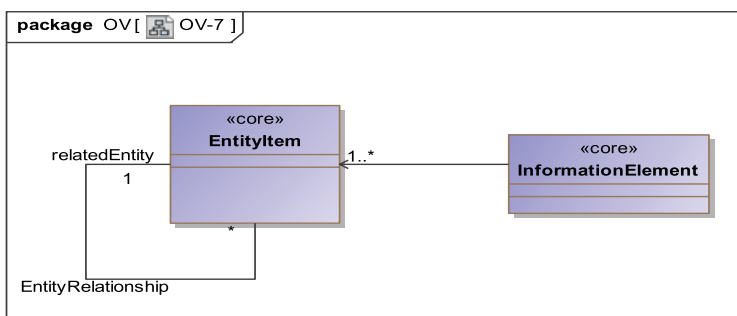 package OV[ OV-7 ]
«core»
EntityItem
relatedEntity
1
1..*
«core»
InformationElement
*
EntityRelationship